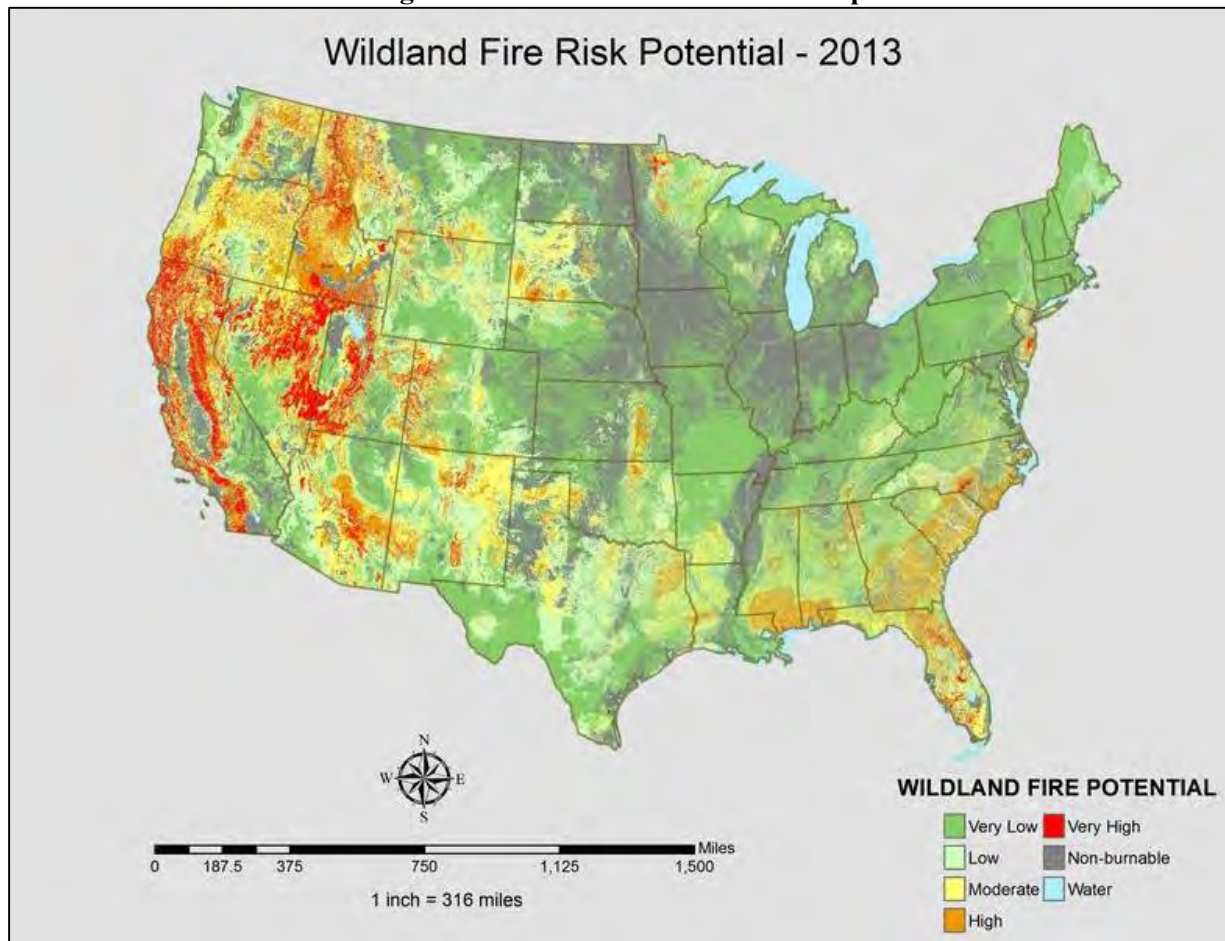 Wildland Fire Risk Potential - 2013
N
W E
S
Miles
0 187.5 375 750 1,125 1,500
1 inch = 316 miles
WILDLAND FIRE POTENTIAL
Very Low Very High
Low Non-burnable
Moderate Water
High